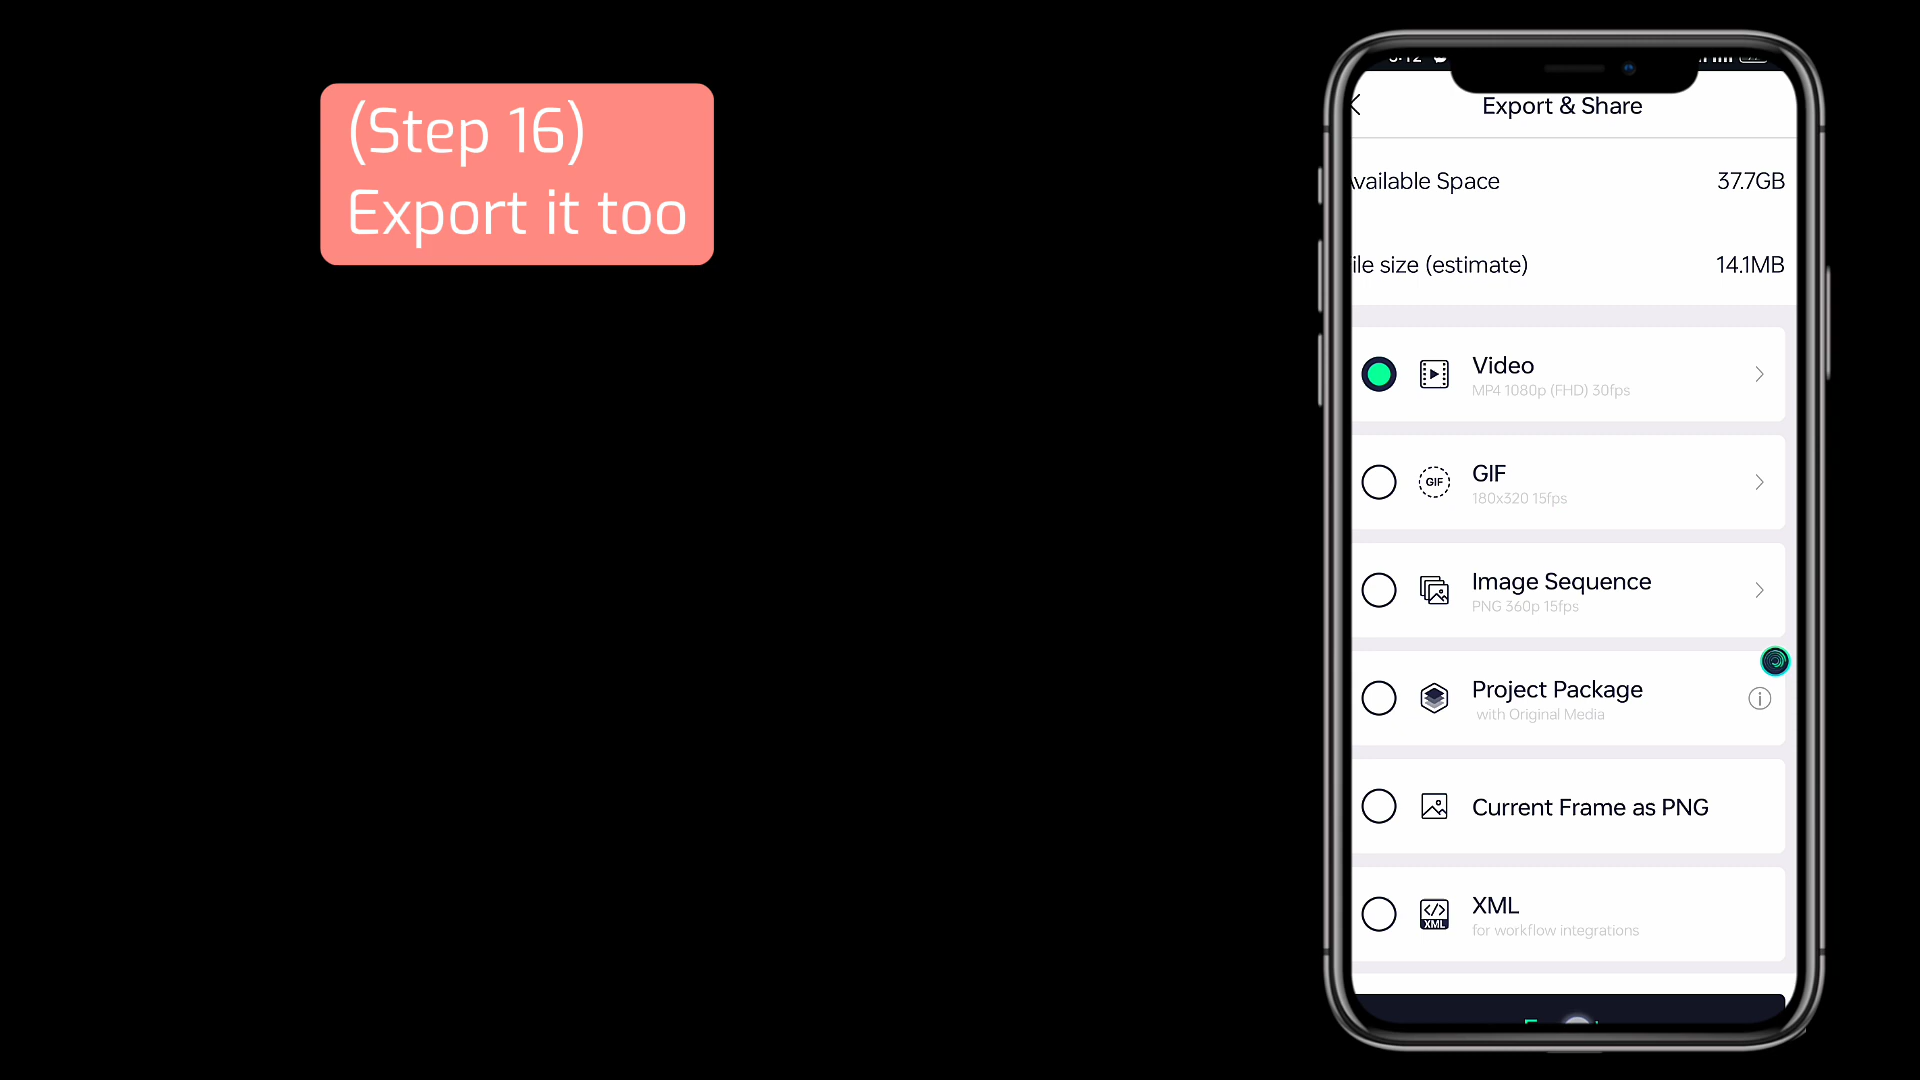 (Step 16)
Export it too
Export & Share
Available Space 37.7GB
ile size (estimate) 14.1MB
Video
MP4 1080p (FHD) 30fps
GIF
GIF
180x320 15fps
Image Sequence
PNG 360p 15fps
Project Package
with Original Media
Current Frame as PNG
XML
XML
for workflow integrations